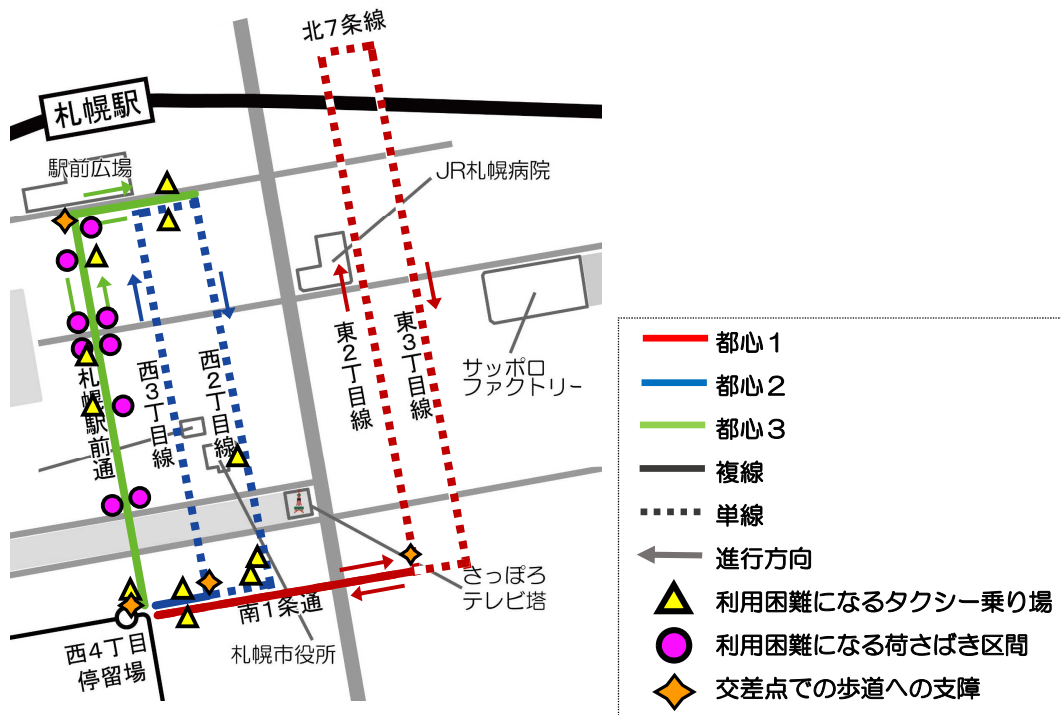 北7条線
札幌駅
駅前広場
JR札幌病院
東2丁目線
東3丁目線
サッポロ
ファクトリー
西3丁目線
西2丁目線
札幌駅前通
さっぽろ
テレビ塔
南1条通
札幌市役所
西4丁目
停留場
都心1
都心2
都心3
複線
単線
進行方向
利用困難になるタクシー乗り場
利用困難になる荷さばき区間
交差点での歩道への支障